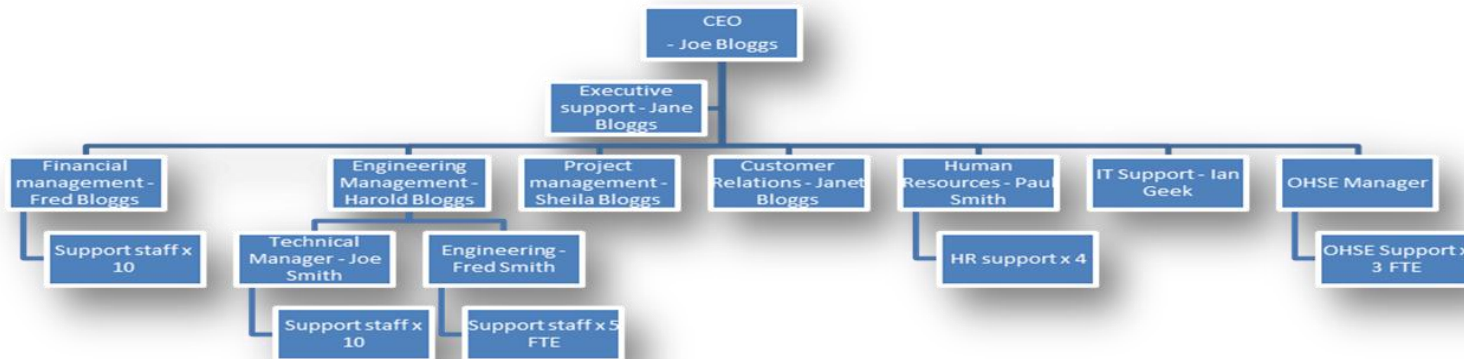 CEO
- Joe Bloggs
Executive
support - Jane
Bloggs
Financial
management -
Fred Bloggs
Engineering
Management -
Harold Bloggs
Project
management -
Sheila Bloggs
Customer
Relations - Janet
Bloggs
Human
Resources - Paul
Smith
IT Support - Ian
Geek
OHSE Manager
Support staff x
10
Technical
Manager - Joe
Smith
Engineering -
Fred Smith
HR support x 4
OHSE Support x
3 FTE
Support staff x
10
Support staff x 5
FTE